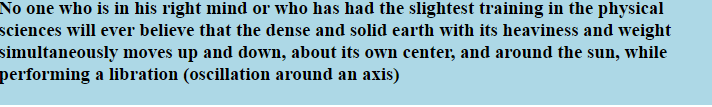 No one who is in his right mind or who has had the slightest training in the physical
sciences will ever believe that the dense and solid earth with its heaviness and weight
simultaneously moves up and down, about its own center, and around the sun, while
performing a libration (oscillation around an axis)